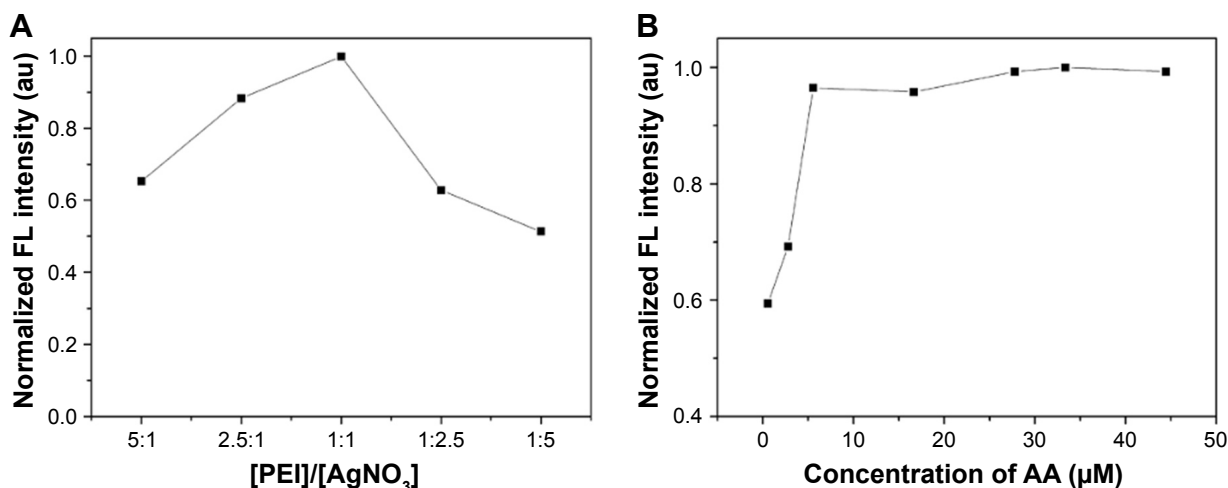 A
Normalized FL intensity (au)
1.0
0.8
0.6
0.4
0.2
0.0
5:1 2.5:1 1:1 1:2.5 1:5
[PEI]/[AgNO₃]
B
Normalized FL intensity (au)
1.0
0.8
0.6
0.4
0 10 20 30 40 50
Concentration of AA (µM)